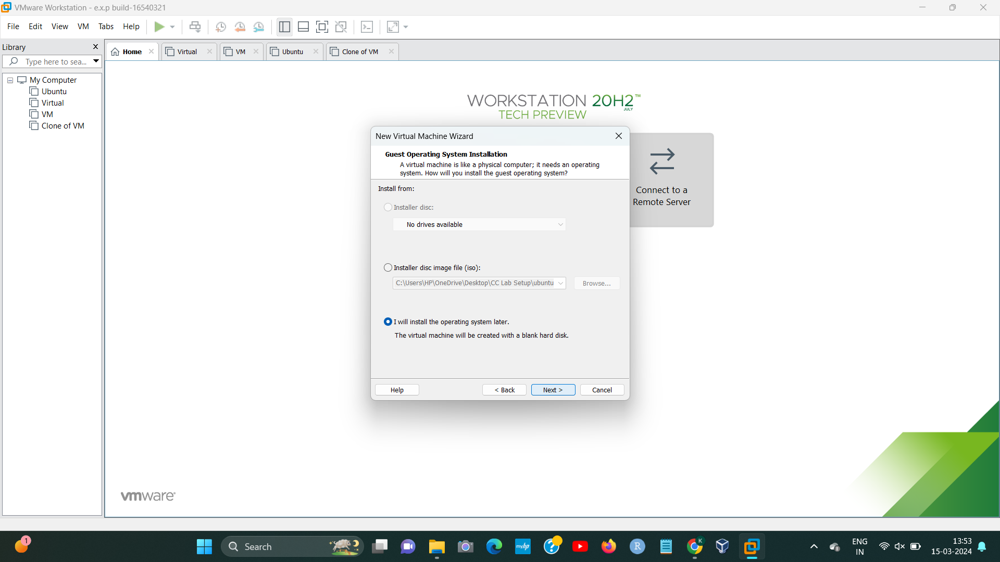 VMware Workstation - e.x.p build-16540321
File Edit View VM Tabs Help
Library
Type here to sea...
Home
Virtual
VM
Ubuntu
Clone of VM
My Computer
Ubuntu
Virtual
VM
Clone of VM
WORKSTATION 20H2™
JULY
TECH PREVIEW
New Virtual Machine Wizard
Guest Operating System Installation
A virtual machine is like a physical computer; it needs an operating
system. How will you install the guest operating system?
Install from:
Installer disc:
No drives available
Installer disc image file (iso):
C:\Users\HP\OneDrive\Desktop\CC Lab Setup\ubuntu
Browse...
I will install the operating system later.
The virtual machine will be created with a blank hard disk.
Help
< Back
Next >
Cancel
Connect to a
Remote Server
vmware
1
Search
myhp
R
K
ENG
IN
13:53
15-03-2024